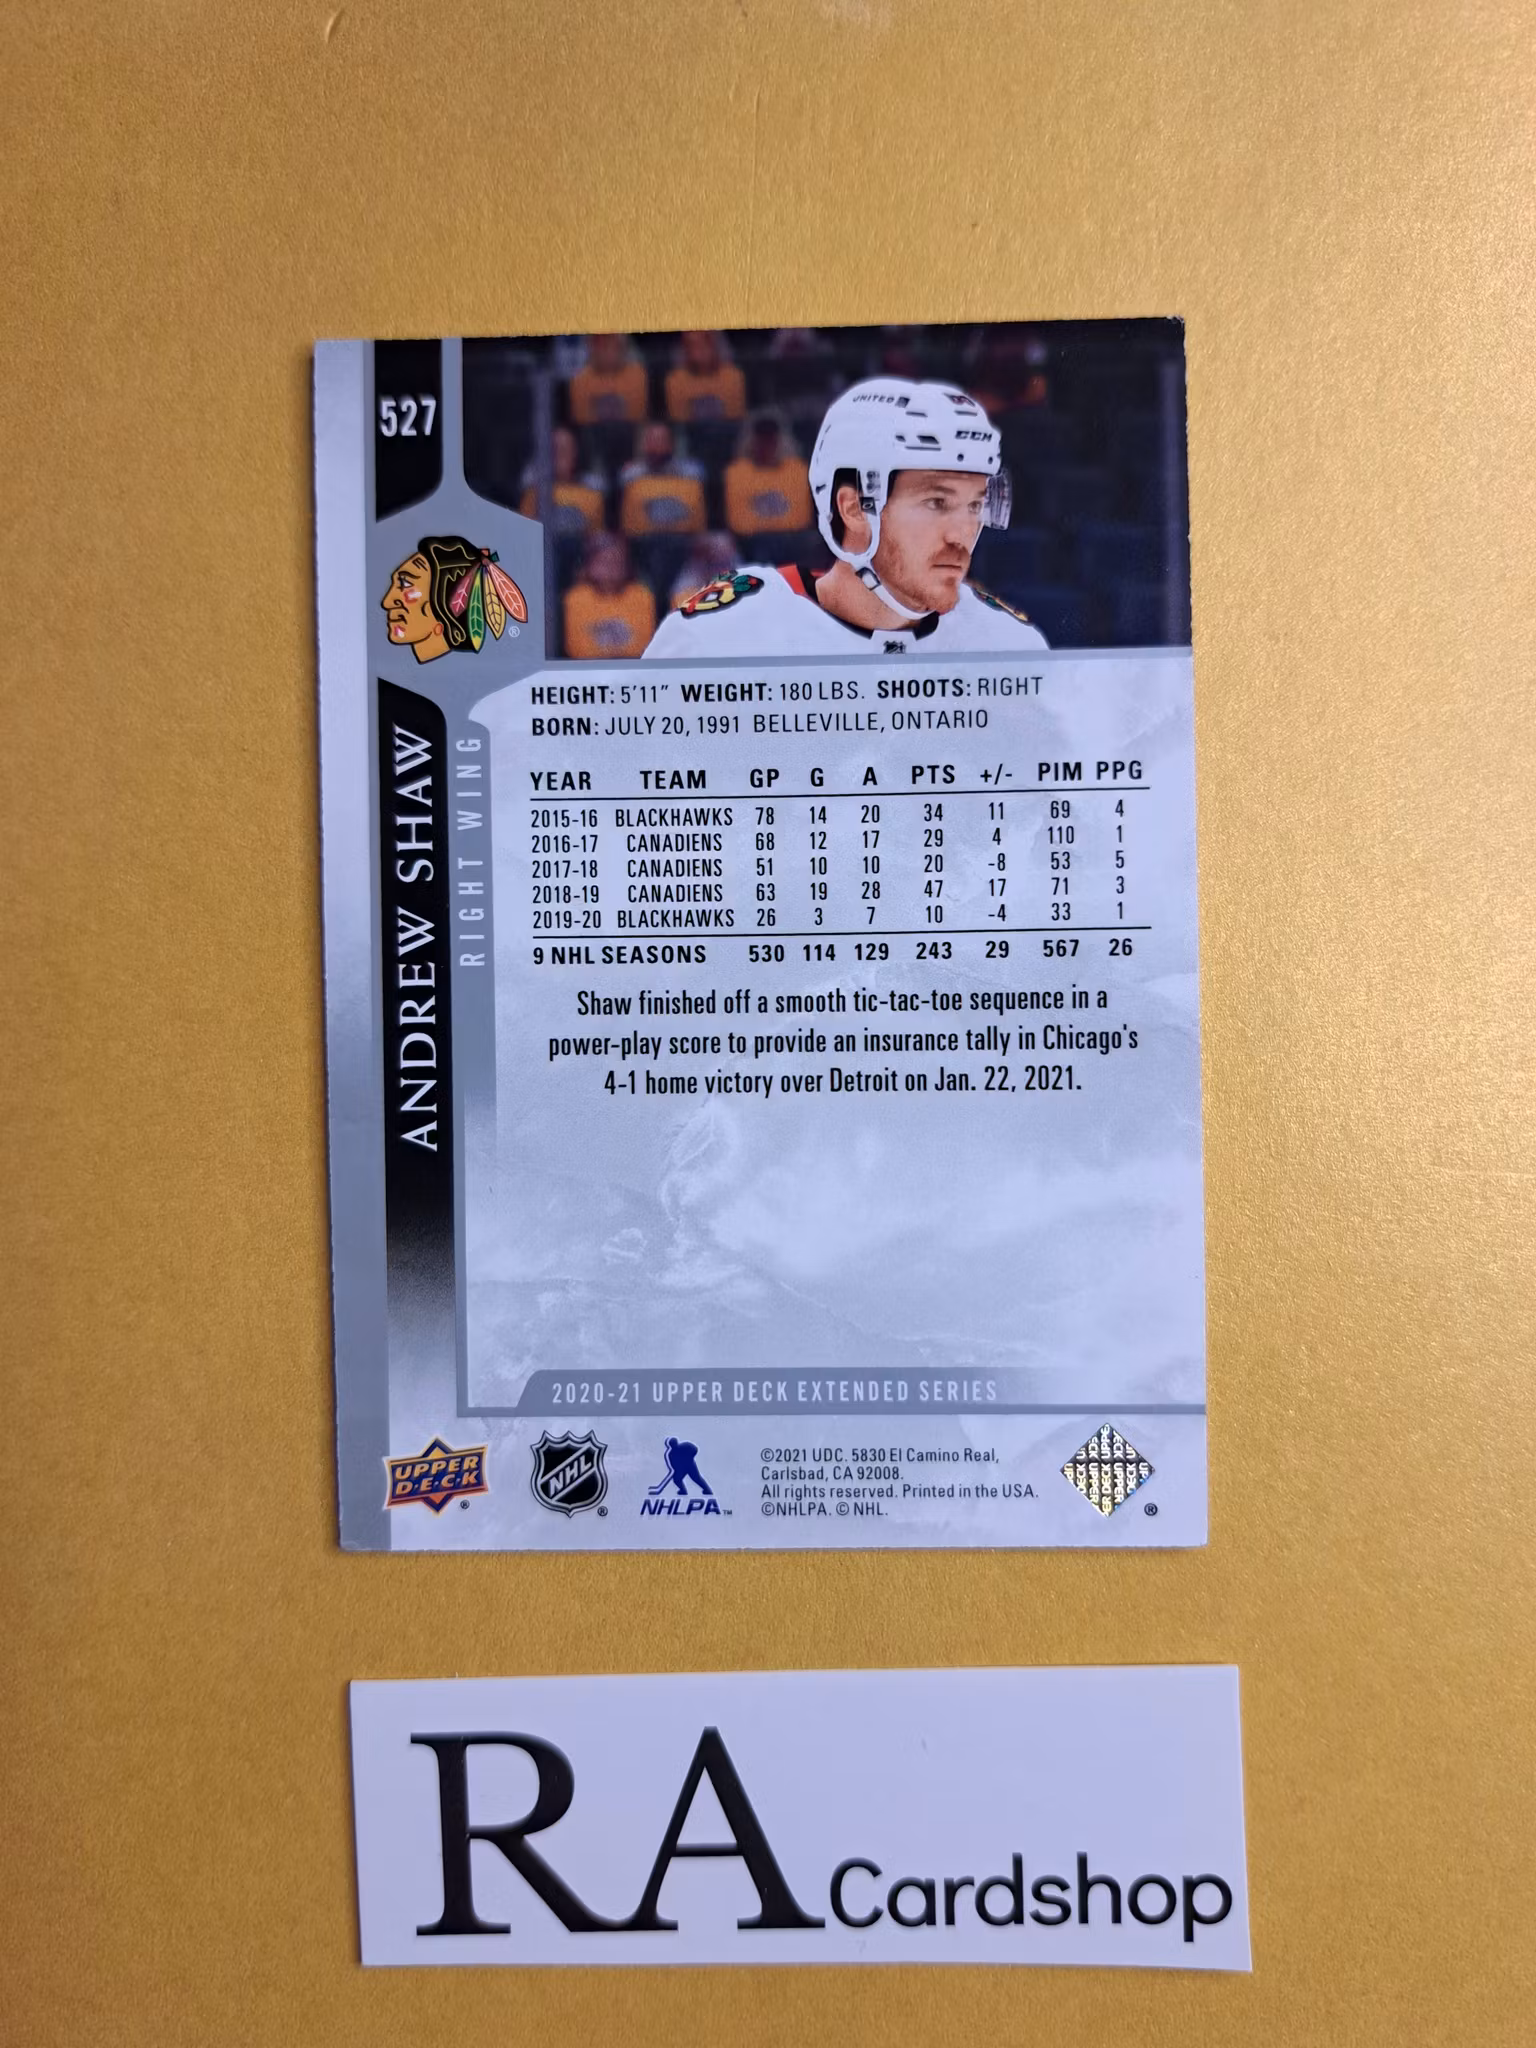 527
UNITED
CCM
ANDREW SHAW
RIGHT WING
HEIGHT: 5'11" WEIGHT: 180 LBS. SHOOTS: RIGHT
BORN: JULY 20, 1991 BELLEVILLE, ONTARIO
YEAR TEAM GP G A PTS +/- PIM PPG
2015-16 BLACKHAWKS 78 14 20 34 11 69 4
2016-17 CANADIENS 68 12 17 29 4 110 1
2017-18 CANADIENS 51 10 10 20 -8 53 5
2018-19 CANADIENS 63 19 28 47 17 71 3
2019-20 BLACKHAWKS 26 3 7 10 -4 33 1
9 NHL SEASONS 530 114 129 243 29 567 26
Shaw finished off a smooth tic-tac-toe sequence in a
power-play score to provide an insurance tally in Chicago's
4-1 home victory over Detroit on Jan. 22, 2021.
2020-21 UPPER DECK EXTENDED SERIES
UPPER
D·E·C·K ®
NHL ®
NHLPA ™
©2021 UDC. 5830 El Camino Real,
Carlsbad, CA 92008.
All rights reserved. Printed in the USA.
©NHLPA. © NHL.
RA Cardshop